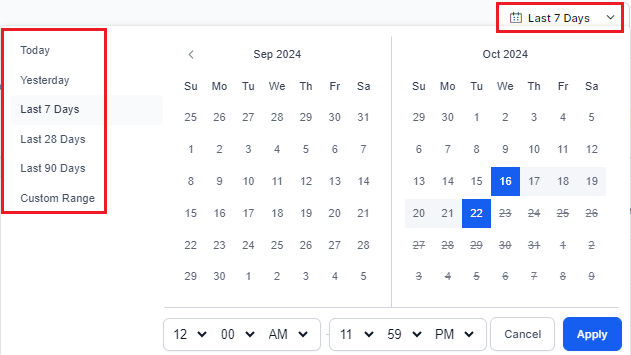 Last 7 Days
Today
Yesterday
Last 7 Days
Last 28 Days
Last 90 Days
Custom Range
Sep 2024
Su Mo Tu We Th Fr Sa
25 26 27 28 29 30 31
1 2 3 4 5 6 7
8 9 10 11 12 13 14
15 16 17 18 19 20 21
22 23 24 25 26 27 28
29 30 1 2 3 4 5
Oct 2024
Su Mo Tu We Th Fr Sa
29 30 1 2 3 4 5
6 7 8 9 10 11 12
13 14 15 16 17 18 19
20 21 22 23 24 25 26
27 28 29 30 31 1 2
3 4 5 6 7 8 9
12 00 AM - 11 59 PM Cancel Apply